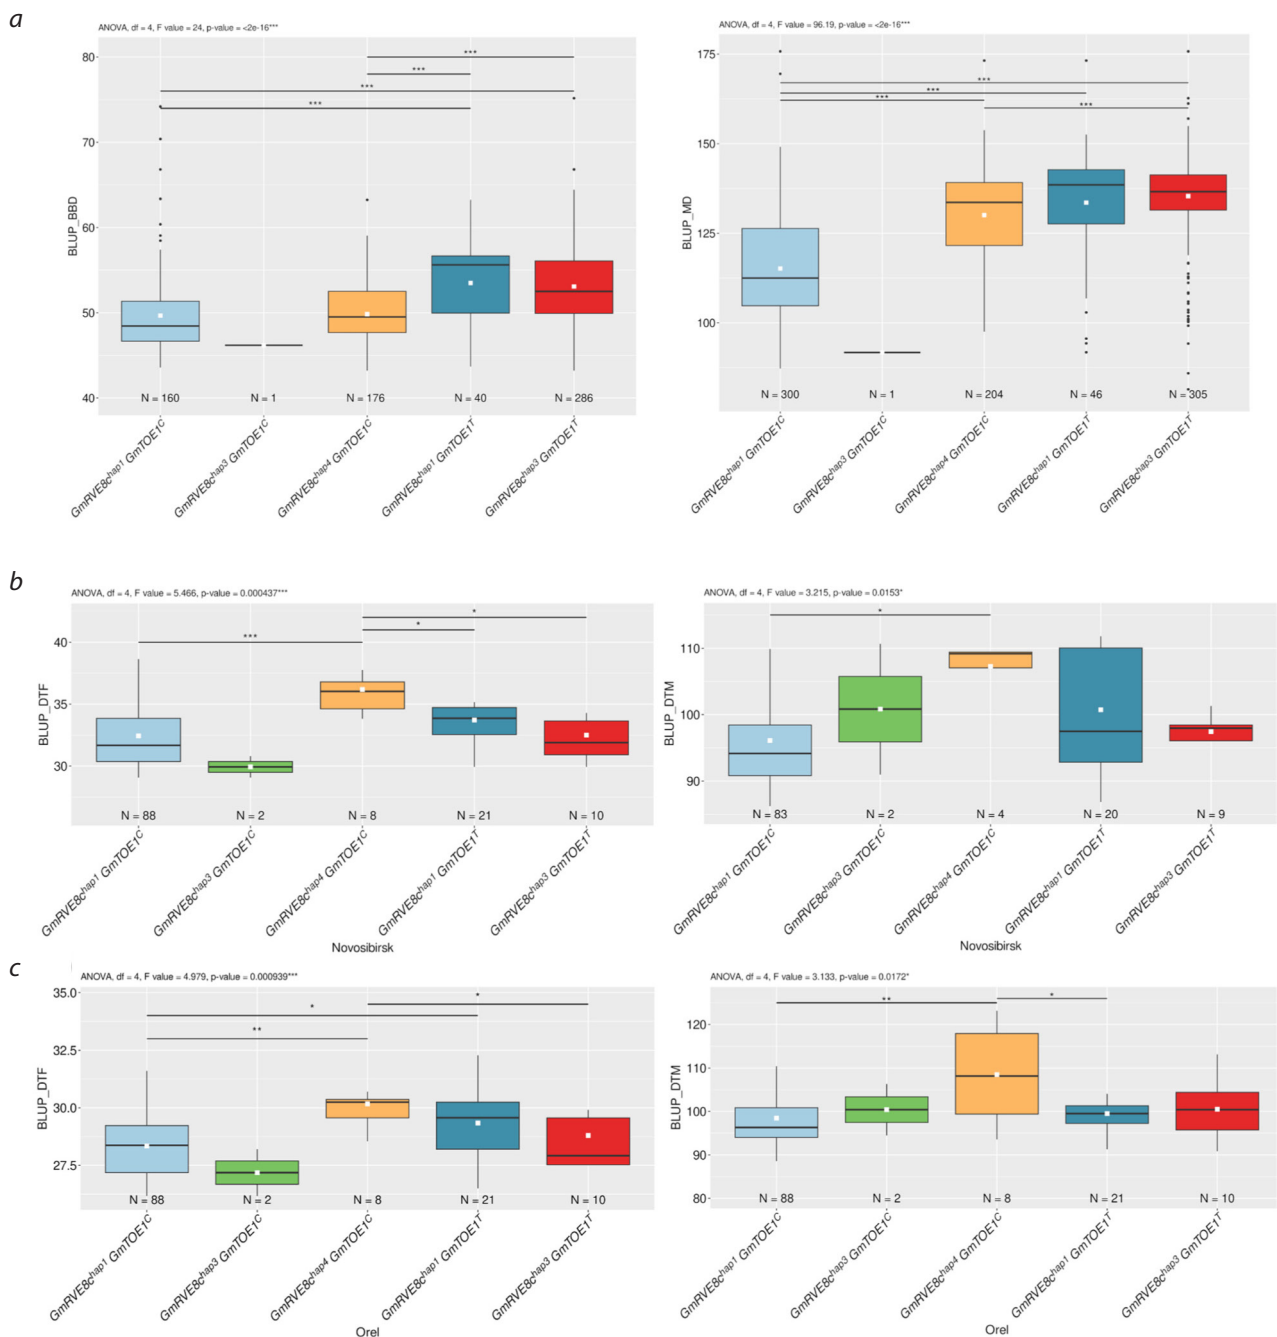 a
ANOVA, df = 4, F value = 24, p-value = <2e-16***
80
70
60
50
40
BLUP_BBD
***
***
***
***
N = 160
N = 1
N = 176
N = 40
N = 286
GmRVE8c^hap1 GmTOE1^C
GmRVE8c^hap3 GmTOE1^C
GmRVE8c^hap4 GmTOE1^C
GmRVE8c^hap1 GmTOE1^T
GmRVE8c^hap3 GmTOE1^T
ANOVA, df = 4, F value = 96.19, p-value = <2e-16***
175
150
125
100
BLUP_MD
***
***
***
***
N = 300
N = 1
N = 204
N = 46
N = 305
GmRVE8c^hap1 GmTOE1^C
GmRVE8c^hap3 GmTOE1^C
GmRVE8c^hap4 GmTOE1^C
GmRVE8c^hap1 GmTOE1^T
GmRVE8c^hap3 GmTOE1^T
b
ANOVA, df = 4, F value = 5.466, p-value = 0.000437***
40
35
30
BLUP_DTF
*
*
***
N = 88
N = 2
N = 8
N = 21
N = 10
GmRVE8c^hap1 GmTOE1^C
GmRVE8c^hap3 GmTOE1^C
GmRVE8c^hap4 GmTOE1^C
GmRVE8c^hap1 GmTOE1^T
GmRVE8c^hap3 GmTOE1^T
Novosibirsk
ANOVA, df = 4, F value = 3.215, p-value = 0.0153*
110
100
90
BLUP_DTM
*
N = 83
N = 2
N = 4
N = 20
N = 9
GmRVE8c^hap1 GmTOE1^C
GmRVE8c^hap3 GmTOE1^C
GmRVE8c^hap4 GmTOE1^C
GmRVE8c^hap1 GmTOE1^T
GmRVE8c^hap3 GmTOE1^T
Novosibirsk
c
ANOVA, df = 4, F value = 4.979, p-value = 0.000939***
35.0
32.5
30.0
27.5
BLUP_DTF
*
*
**
N = 88
N = 2
N = 8
N = 21
N = 10
GmRVE8c^hap1 GmTOE1^C
GmRVE8c^hap3 GmTOE1^C
GmRVE8c^hap4 GmTOE1^C
GmRVE8c^hap1 GmTOE1^T
GmRVE8c^hap3 GmTOE1^T
Orel
ANOVA, df = 4, F value = 3.133, p-value = 0.0172*
120
110
100
90
80
BLUP_DTM
**
*
N = 88
N = 2
N = 8
N = 21
N = 10
GmRVE8c^hap1 GmTOE1^C
GmRVE8c^hap3 GmTOE1^C
GmRVE8c^hap4 GmTOE1^C
GmRVE8c^hap1 GmTOE1^T
GmRVE8c^hap3 GmTOE1^T
Orel